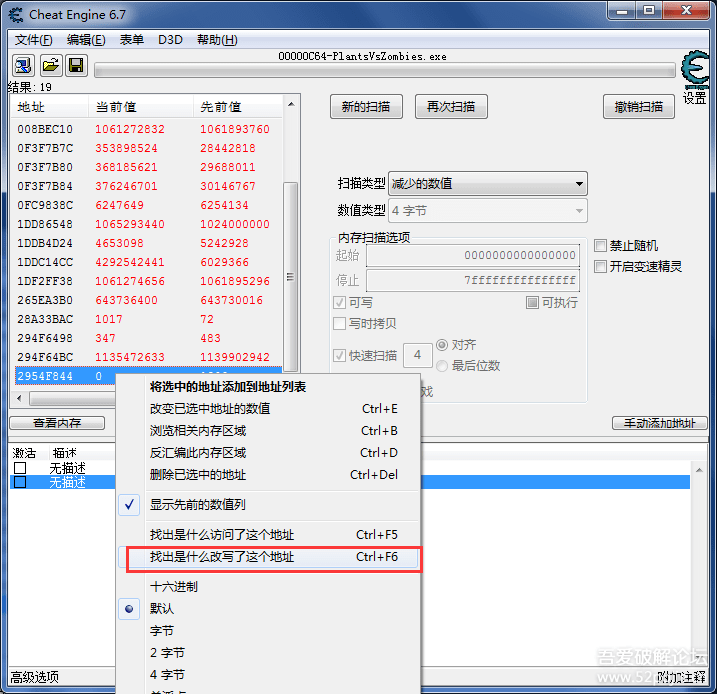 Cheat Engine 6.7
文件(F) 编辑(E) 表单 D3D 帮助(H)
00000C64-PlantsVsZombies.exe
设置
结果: 19
地址 当前值 先前值
008BEC10 1061272832 1061893760
0F3F7B7C 353898524 28442818
0F3F7B80 368185621 29688011
0F3F7B84 376246701 30146767
0FC9858C 6247649 6254134
1DD86548 1065293440 1024000000
1DDB4D24 4653098 5242928
1DDC14CC 4292542441 6029366
1DF2FF38 1061274656 1061895296
265EA3B0 643736400 643730016
28A33BAC 1017 72
294F6498 347 483
294F64BC 1135472633 1139902942
2954F844 0
新的扫描 再次扫描 撤销扫描
扫描类型 减少的数值
数值类型 4 字节
内存扫描选项
起始 0000000000000000
停止 7fffffffffffffff
可写 可执行
写时拷贝
快速扫描 4 对齐
最后位数
戏
禁止随机
开启变速精灵
查看内存 手动添加地址
激活 描述
无描述
无描述
将选中的地址添加到地址列表
改变已选中地址的数值 Ctrl+E
浏览相关内存区域 Ctrl+B
反汇编此内存区域 Ctrl+D
删除已选中的地址 Ctrl+Del
显示先前的数值列
找出是什么访问了这个地址 Ctrl+F5
找出是什么改写了这个地址 Ctrl+F6
十六进制
默认
字节
2 字节
4 字节
高级选项 附加注释
吾爱破解论坛